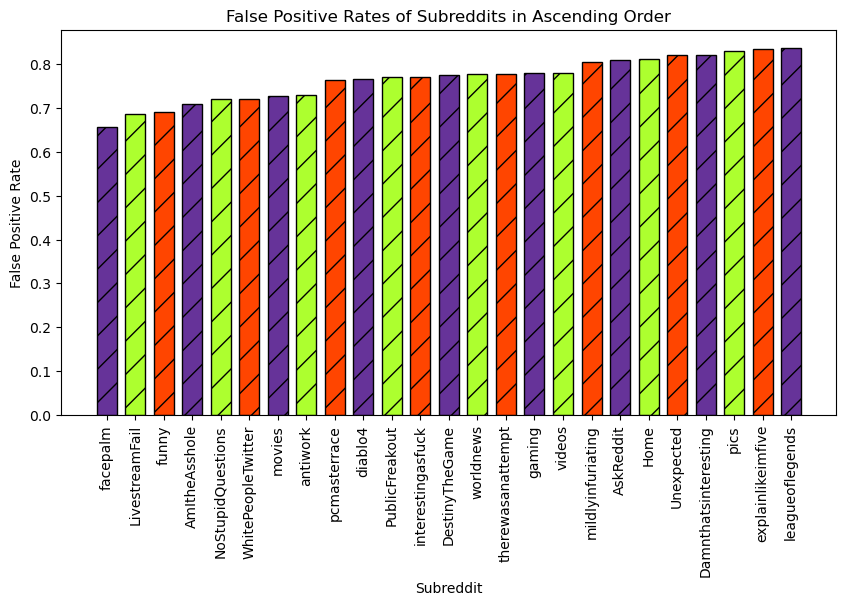 False Positive Rates of Subreddits in Ascending Order
False Positive Rate
0.8
0.7
0.6
0.5
0.4
0.3
0.2
0.1
0.0
facepalm
LivestreamFail
funny
AmItheAsshole
NoStupidQuestions
WhitePeopleTwitter
movies
antiwork
pcmasterrace
diablo4
PublicFreakout
interestingasfuck
DestinyTheGame
worldnews
therewasanattempt
gaming
videos
mildlyinfuriating
AskReddit
Home
Unexpected
Damnthatsinteresting
pics
explainlikeimfive
leagueoflegends
Subreddit